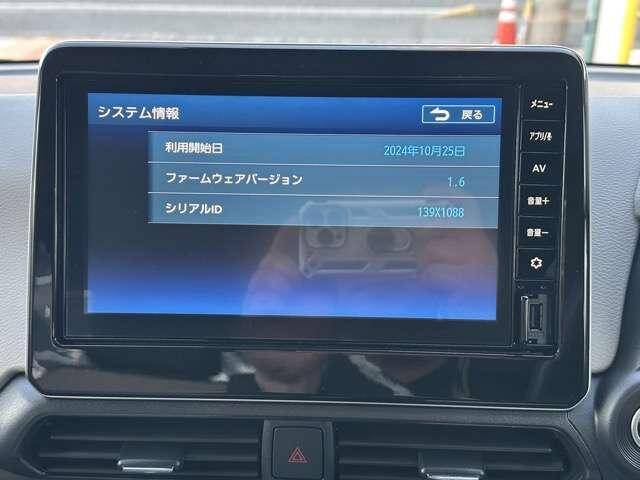 システム情報
戻る
利用開始日 2024年10月25日
ファームウェアバージョン 1.6
シリアルID 139X1088
メニュー
アプリ/
AV
音量＋
音量－